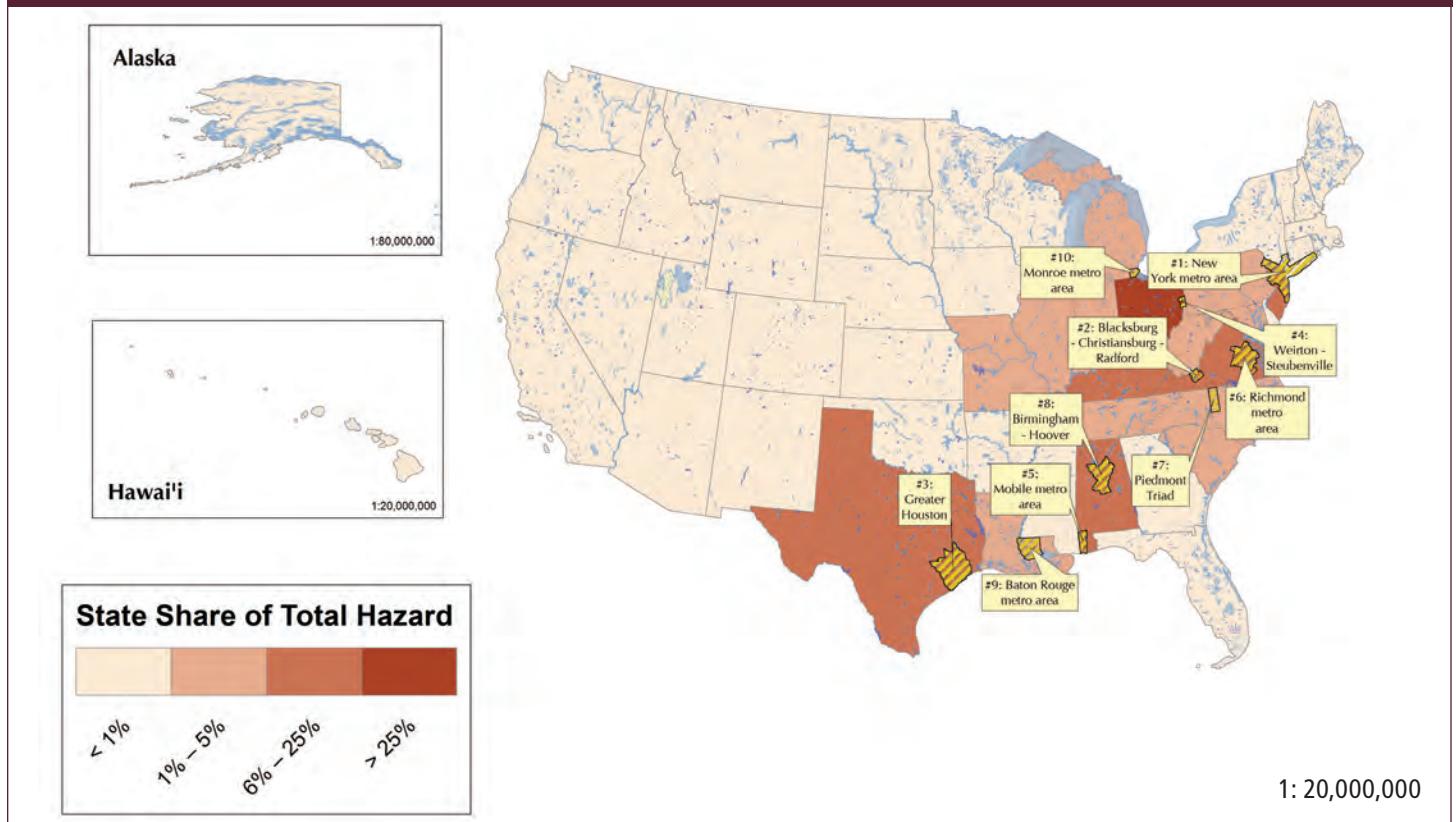 Alaska
1:80,000,000
Hawai'i
1:20,000,000
State Share of Total Hazard
< 1%
1% – 5%
6% – 25%
> 25%
#10:
Monroe metro
area
#1: New
York metro area
#2: Blacksburg
- Christiansburg -
Radford
#4:
Weirton -
Steubenville
#6: Richmond
metro
area
#8:
Birmingham
- Hoover
#7:
Piedmont
Triad
#5:
Mobile metro
area
#3:
Greater
Houston
#9: Baton Rouge
metro area
1: 20,000,000